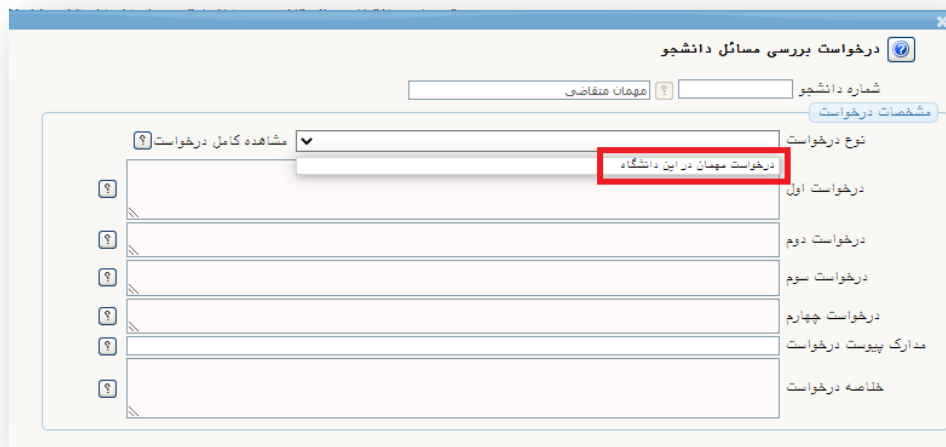 درخواست بررسی مسائل دانشجو
شماره دانشجو ؟ مهمان متقاضی
مشخصات درخواست
نوع درخواست مشاهده کامل درخواست ؟
درخواست مهمان در این دانشگاه
درخواست اول ؟
درخواست دوم ؟
درخواست سوم ؟
درخواست چهارم ؟
مدارک پیوست درخواست ؟
خلاصه درخواست ؟